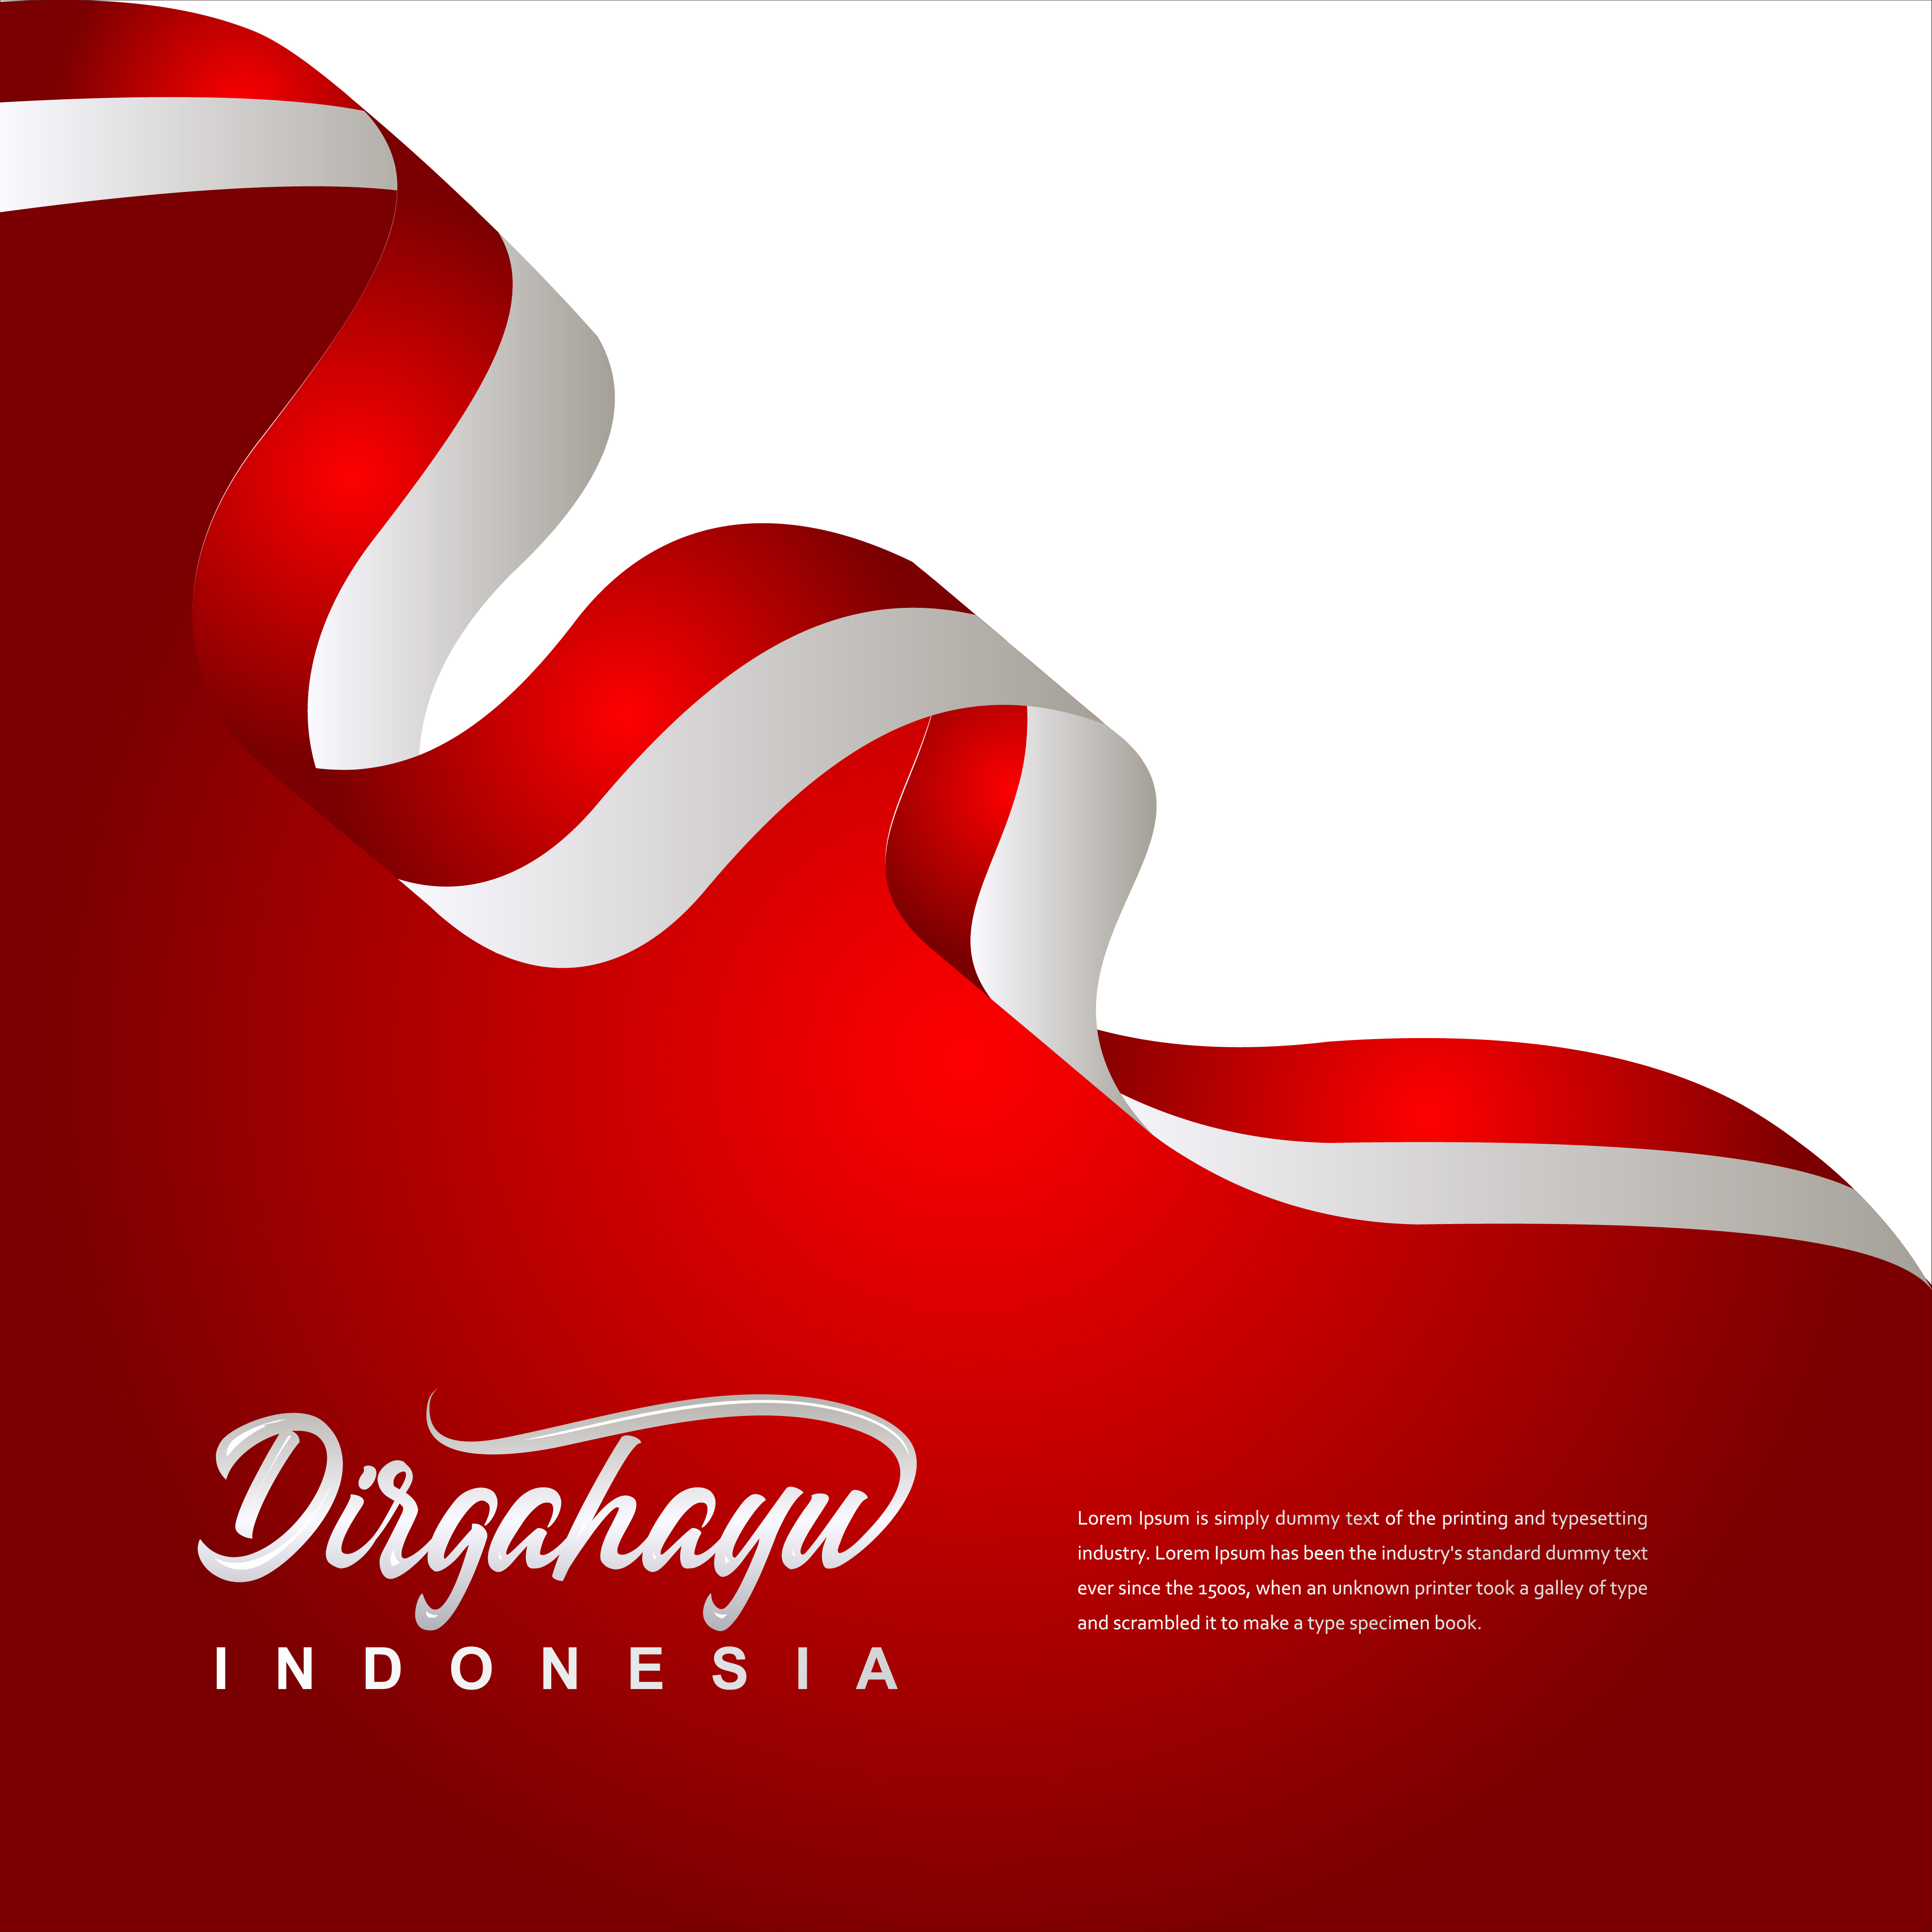 Dirgahayu
INDONESIA
Lorem Ipsum is simply dummy text of the printing and typesetting
industry. Lorem Ipsum has been the industry's standard dummy text
ever since the 1500s, when an unknown printer took a galley of type
and scrambled it to make a type specimen book.